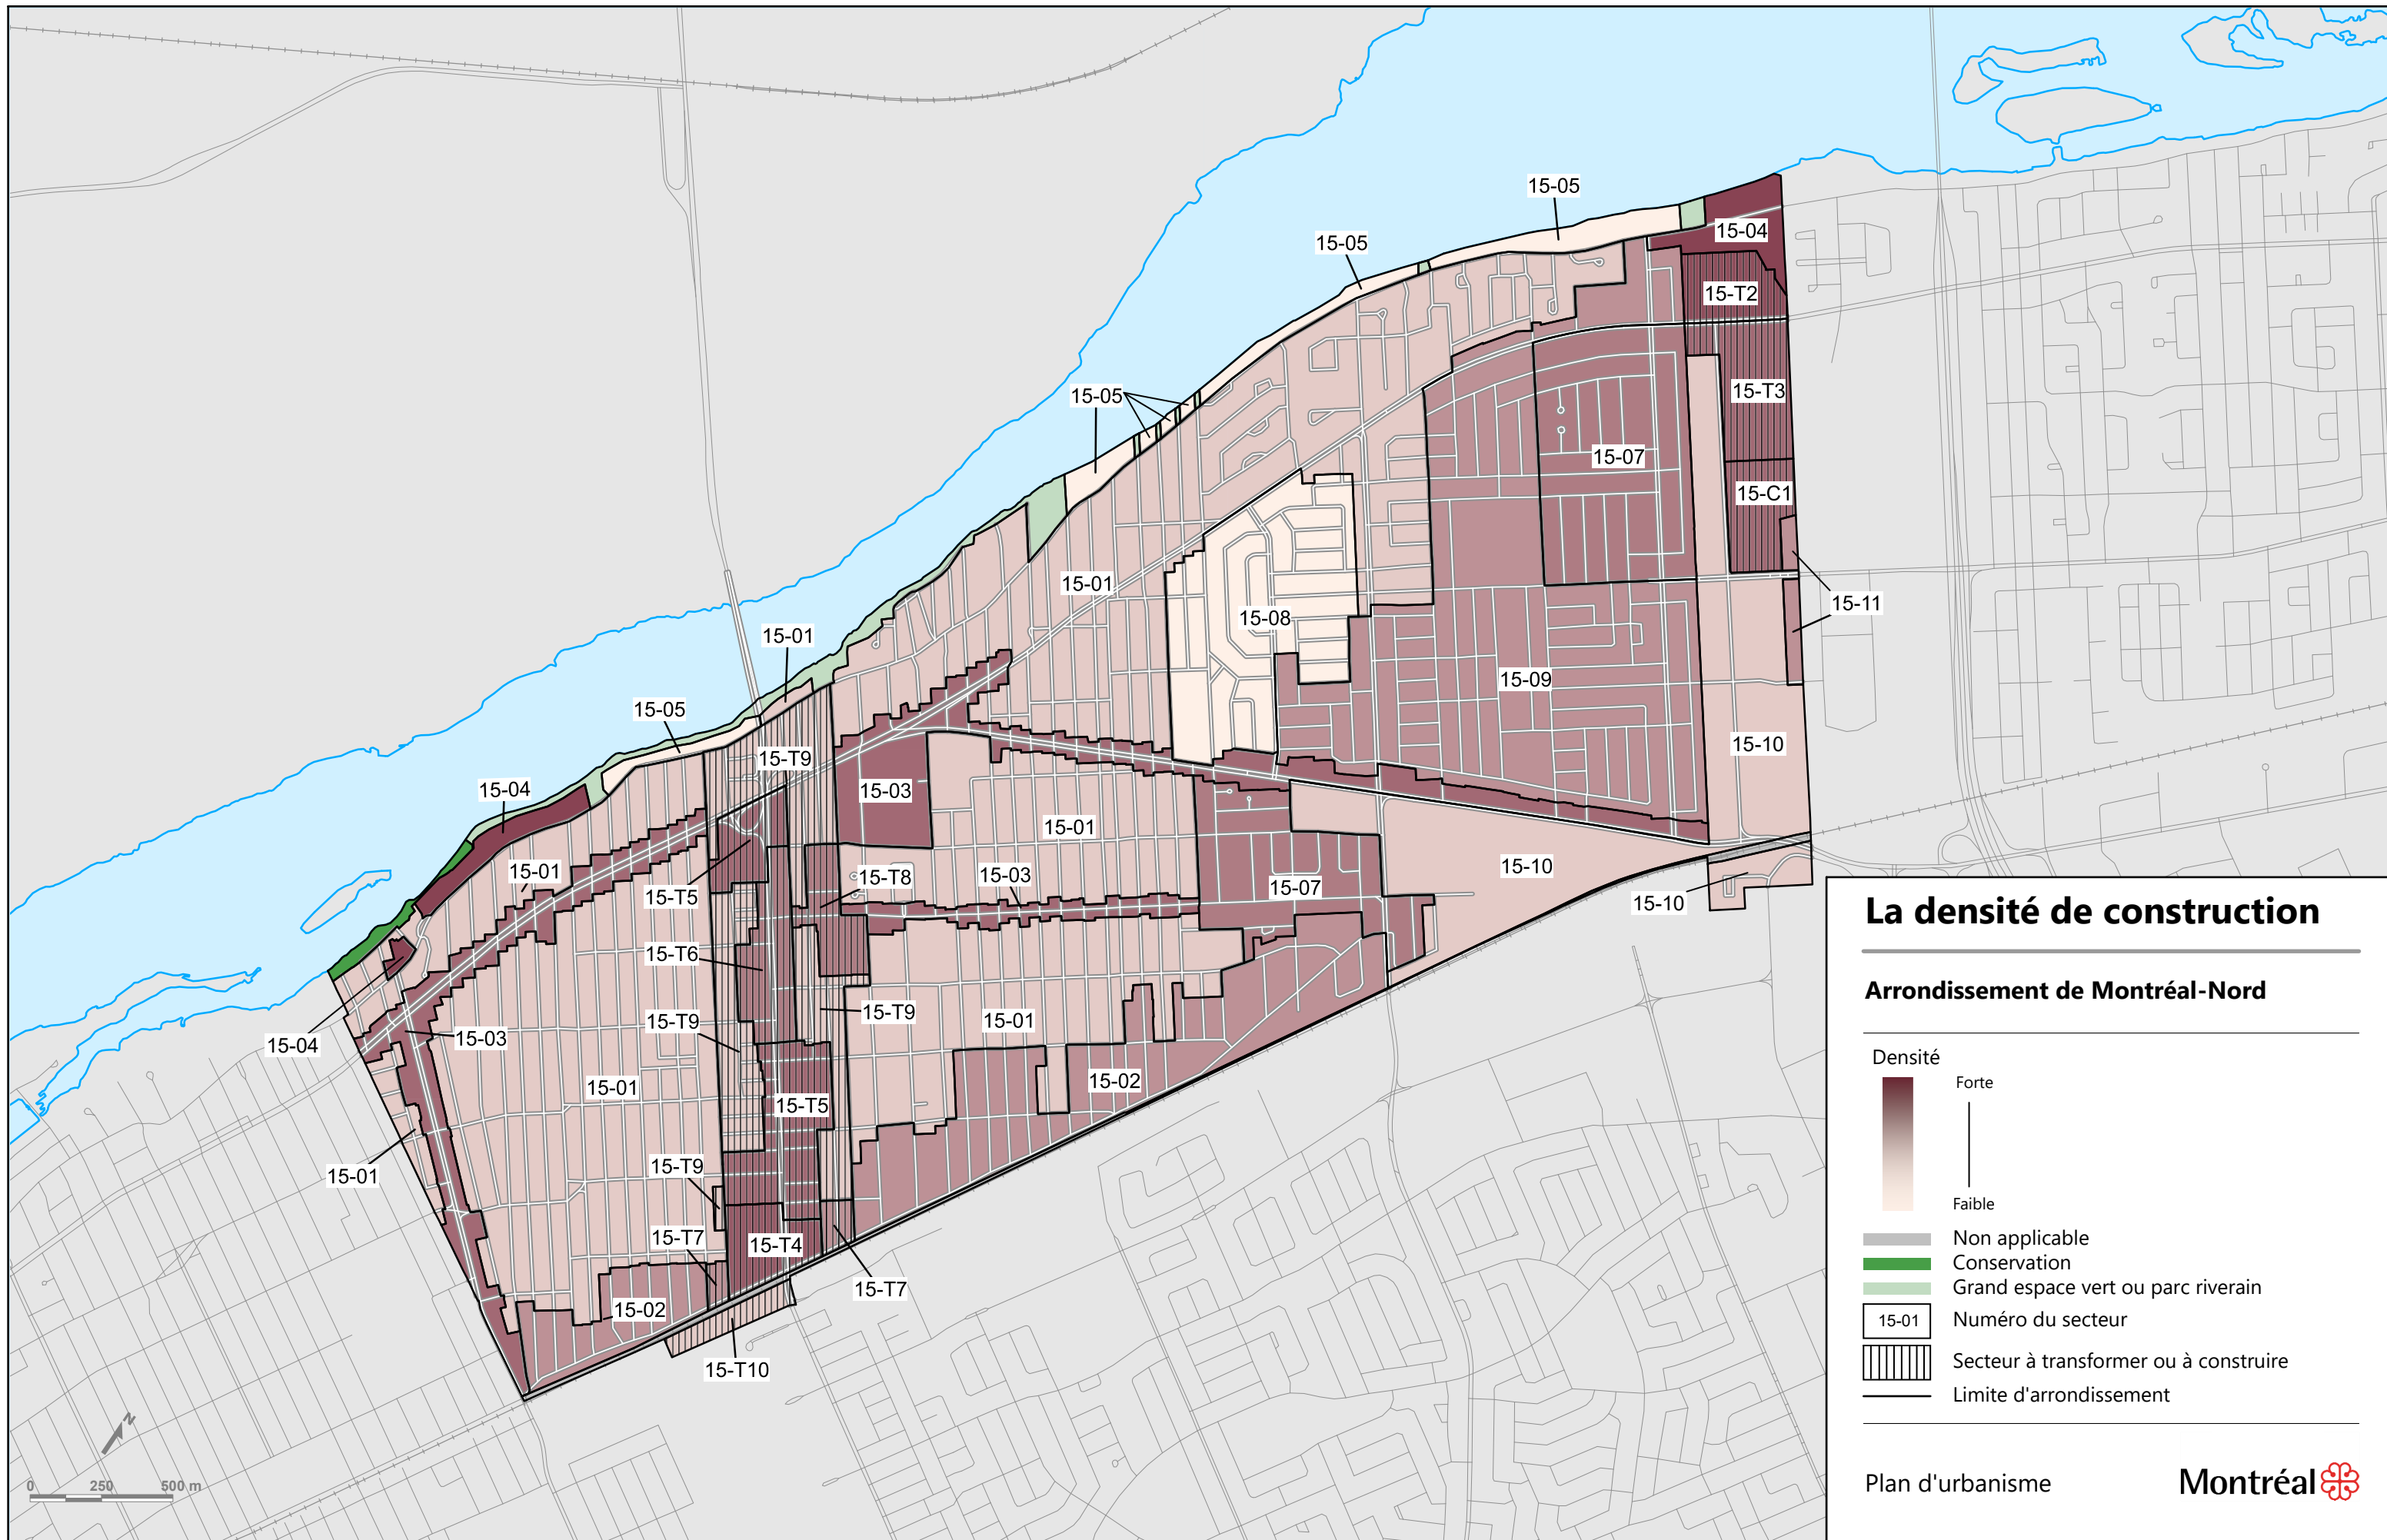 15-05
15-04
15-05
15-T2
15-T3
15-05
15-07
15-C1
15-01
15-11
15-08
15-01
15-09
15-05
15-10
15-T9
15-04
15-03
15-01
15-01
15-10
15-T8
15-03
15-07
15-T5
15-10
15-T6
15-T9
15-T9
15-01
15-03
15-04
15-02
15-01
15-T5
15-T9
15-01
15-T7
15-T4
15-T7
15-02
15-T10
N
0 250 500 m
La densité de construction
Arrondissement de Montréal-Nord
Densité
Forte
Faible
Non applicable
Conservation
Grand espace vert ou parc riverain
15-01 Numéro du secteur
Secteur à transformer ou à construire
Limite d'arrondissement
Plan d'urbanisme
Montréal